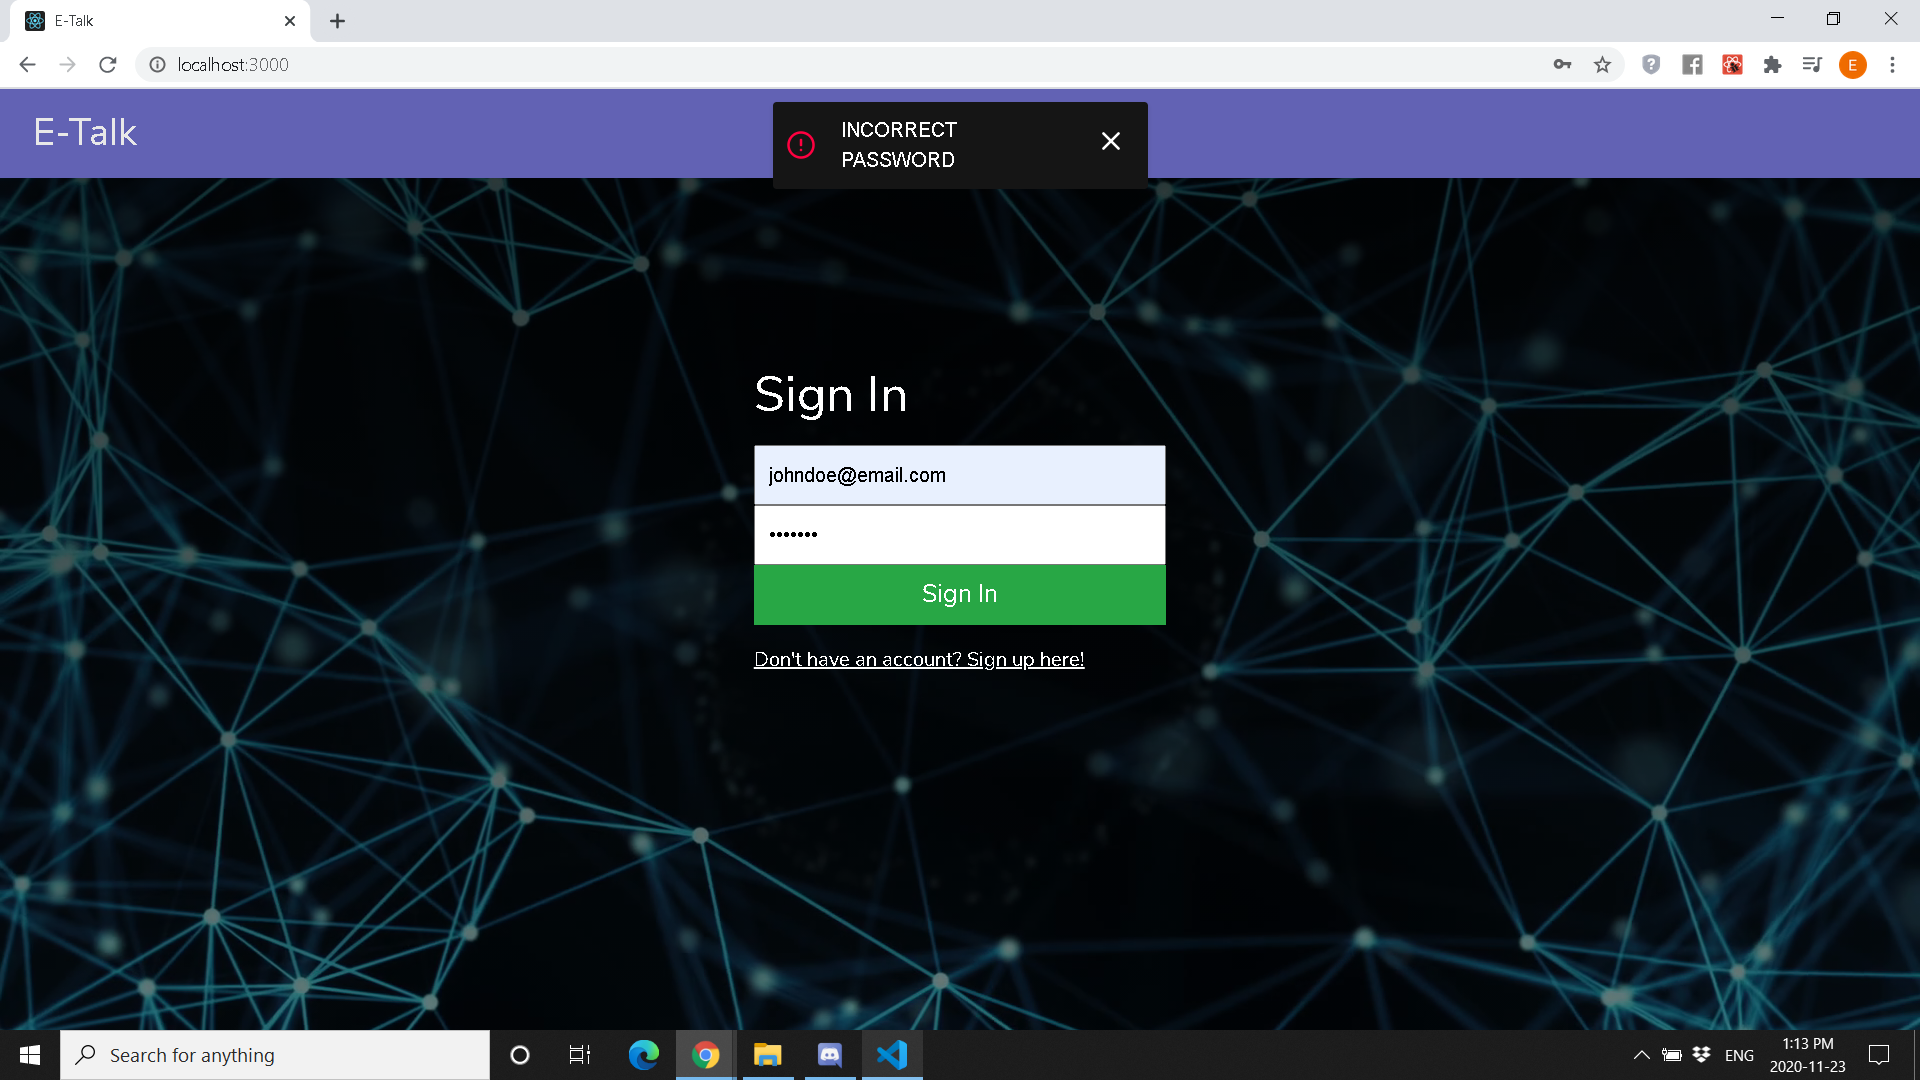 E-Talk
localhost:3000
E
E-Talk
INCORRECT
PASSWORD
Sign In
johndoe@email.com
•••••••
Sign In
Don't have an account? Sign up here!
Search for anything
ENG
1:13 PM
2020-11-23